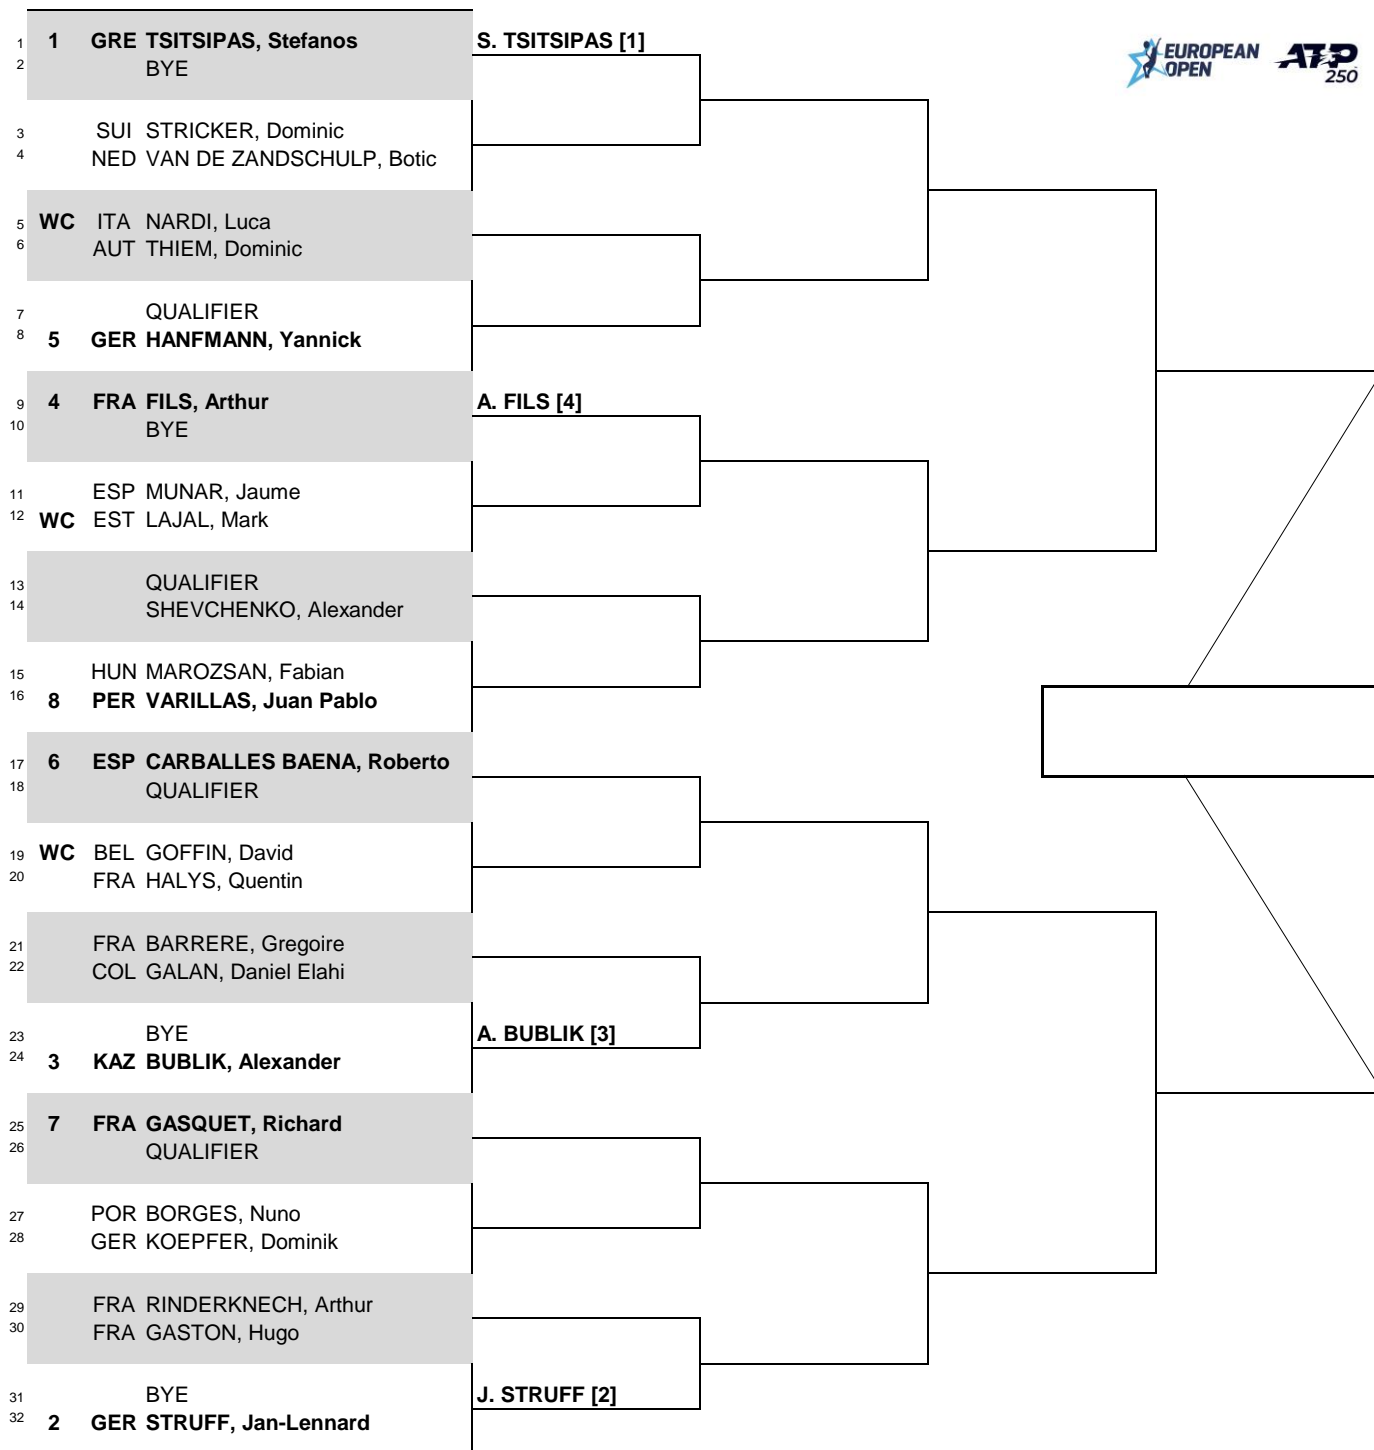 1 1 GRE TSITSIPAS, Stefanos S. TSITSIPAS [1]
2 BYE
EUROPEAN OPEN ATP 250
3 SUI STRICKER, Dominic
4 NED VAN DE ZANDSCHULP, Botic
5 WC ITA NARDI, Luca
6 AUT THIEM, Dominic
7 QUALIFIER
8 5 GER HANFMANN, Yannick
9 4 FRA FILS, Arthur A. FILS [4]
10 BYE
11 ESP MUNAR, Jaume
12 WC EST LAJAL, Mark
13 QUALIFIER
14 SHEVCHENKO, Alexander
15 HUN MAROZSAN, Fabian
16 8 PER VARILLAS, Juan Pablo
17 6 ESP CARBALLES BAENA, Roberto
18 QUALIFIER
19 WC BEL GOFFIN, David
20 FRA HALYS, Quentin
21 FRA BARRERE, Gregoire
22 COL GALAN, Daniel Elahi
23 BYE A. BUBLIK [3]
24 3 KAZ BUBLIK, Alexander
25 7 FRA GASQUET, Richard
26 QUALIFIER
27 POR BORGES, Nuno
28 GER KOEPFER, Dominik
29 FRA RINDERKNECH, Arthur
30 FRA GASTON, Hugo
31 BYE J. STRUFF [2]
32 2 GER STRUFF, Jan-Lennard